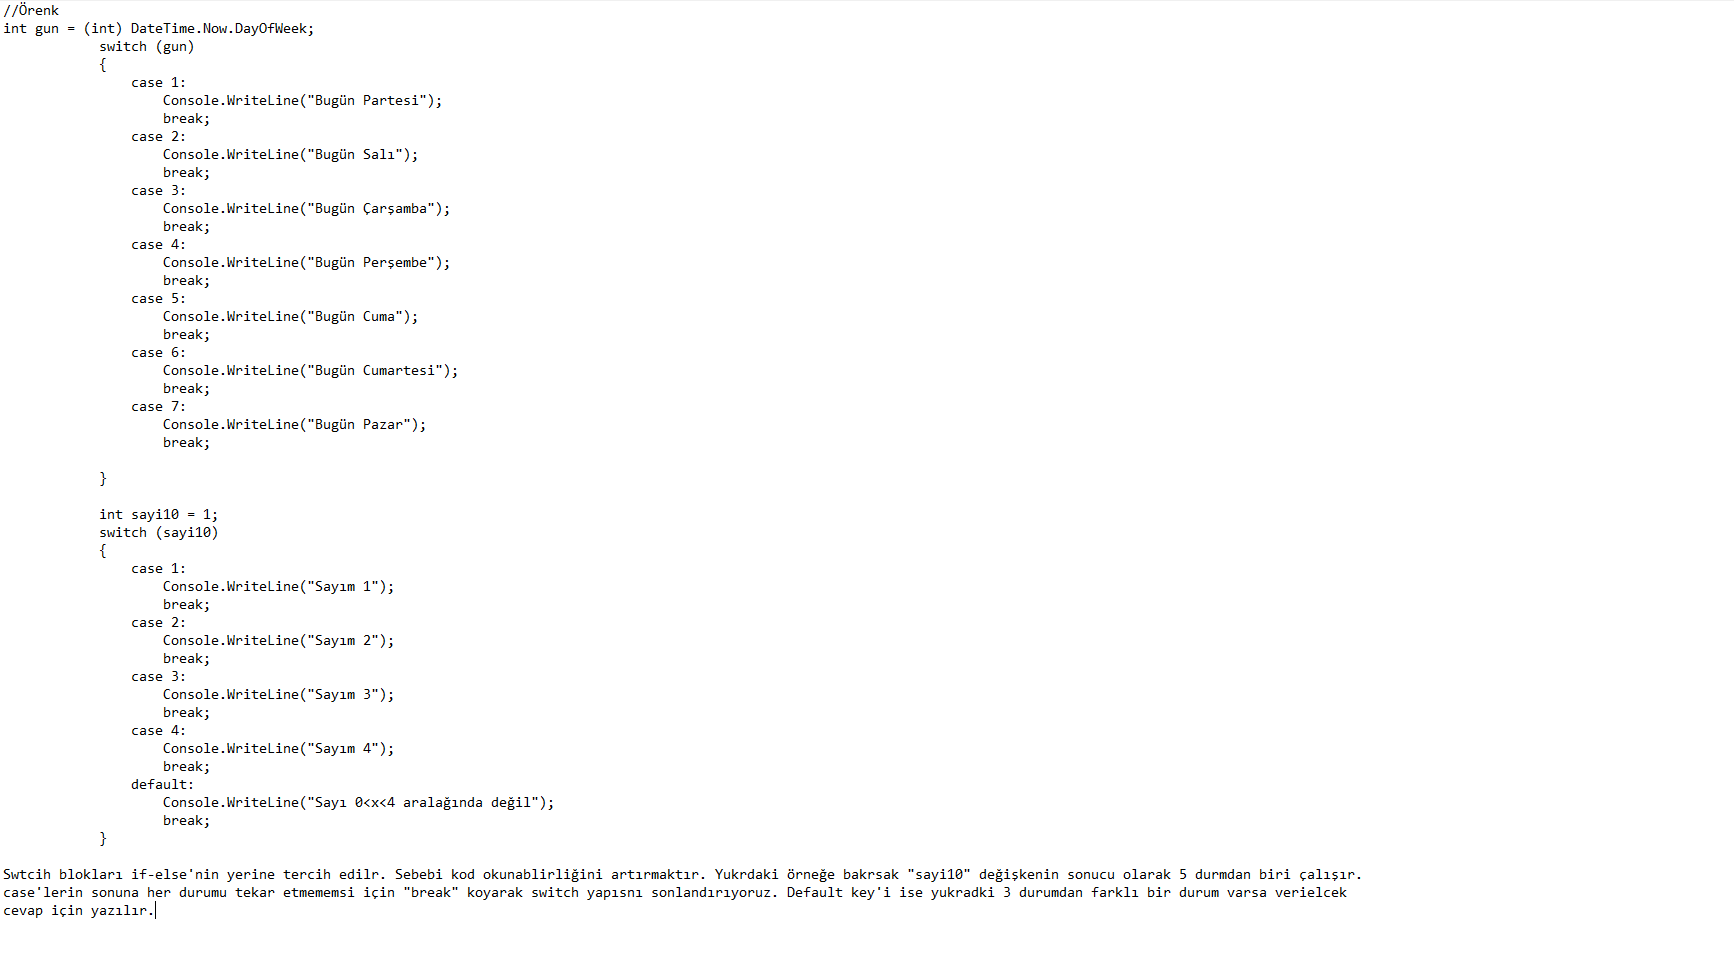 //Örenk
int gun = (int) DateTime.Now.DayOfWeek;
            switch (gun)
            {
                case 1:
                    Console.WriteLine("Bugün Partesi");
                    break;
                case 2:
                    Console.WriteLine("Bugün Salı");
                    break;
                case 3:
                    Console.WriteLine("Bugün Çarşamba");
                    break;
                case 4:
                    Console.WriteLine("Bugün Perşembe");
                    break;
                case 5:
                    Console.WriteLine("Bugün Cuma");
                    break;
                case 6:
                    Console.WriteLine("Bugün Cumartesi");
                    break;
                case 7:
                    Console.WriteLine("Bugün Pazar");
                    break;

            }

            int sayi10 = 1;
            switch (sayi10)
            {
                case 1:
                    Console.WriteLine("Sayım 1");
                    break;
                case 2:
                    Console.WriteLine("Sayım 2");
                    break;
                case 3:
                    Console.WriteLine("Sayım 3");
                    break;
                case 4:
                    Console.WriteLine("Sayım 4");
                    break;
                default:
                    Console.WriteLine("Sayı 0<x<4 aralağında değil");
                    break;
            }

Swtcih blokları if-else'nin yerine tercih edilr. Sebebi kod okunablirliğini artırmaktır. Yukrdaki örneğe bakrsak "sayi10" değişkenin sonucu olarak 5 durmdan biri çalışır.
case'lerin sonuna her durumu tekar etmememsi için "break" koyarak switch yapısnı sonlandırıyoruz. Default key'i ise yukradki 3 durumdan farklı bir durum varsa verielcek
cevap için yazılır.